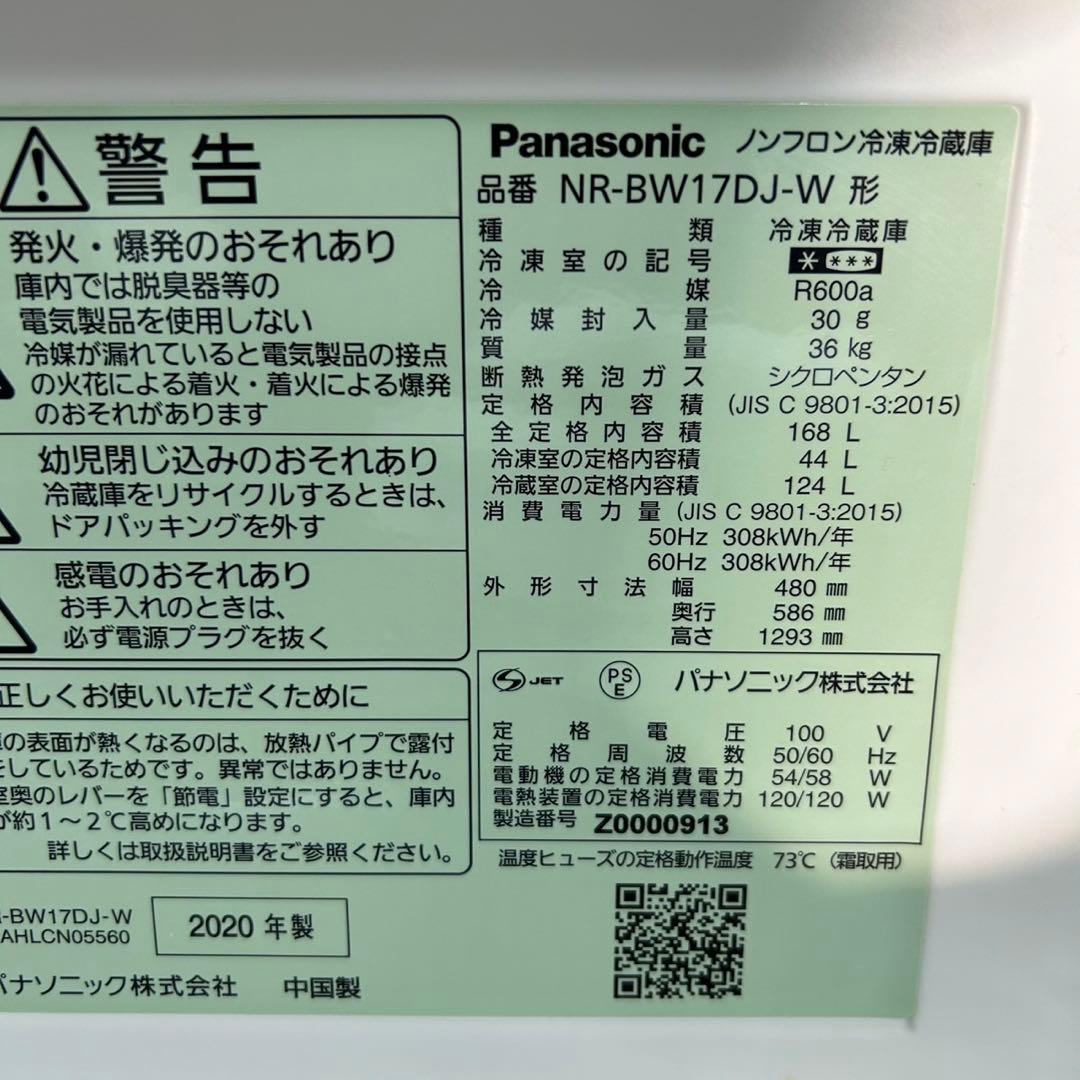 警告
発火・爆発のおそれあり
庫内では脱臭器等の
電気製品を使用しない
冷媒が漏れていると電気製品の接点
の火花による着火・着火による爆発
のおそれがあります
幼児閉じ込みのおそれあり
冷蔵庫をリサイクルするときは、
ドアパッキングを外す
感電のおそれあり
お手入れのときは、
必ず電源プラグを抜く
正しくお使いいただくために
の表面が熱くなるのは、放熱パイプで露付
をしているためです。異常ではありません。
室奥のレバーを「節電」設定にすると、庫内
が約1〜2℃高めになります。
詳しくは取扱説明書をご参照ください。
-BW17DJ-W
AHLCN05560
2020 年製
パナソニック株式会社 中国製
Panasonic ノンフロン冷凍冷蔵庫
品番 NR-BW17DJ-W 形
種類 冷凍冷蔵庫
冷凍室の記号 * ***
冷媒 R600a
冷媒封入量 30 g
質量 36 kg
断熱発泡ガス シクロペンタン
定格内容積 (JIS C 9801-3:2015)
全定格内容積 168 L
冷凍室の定格内容積 44 L
冷蔵室の定格内容積 124 L
消費電力量 (JIS C 9801-3:2015)
50Hz 308kWh/年
60Hz 308kWh/年
外形寸法 幅 480 mm
奥行 586 mm
高さ 1293 mm
S JET PSE パナソニック株式会社
定格電圧 100 V
定格周波数 50/60 Hz
電動機の定格消費電力 54/58 W
電熱装置の定格消費電力 120/120 W
製造番号 Z0000913
温度ヒューズの定格動作温度 73℃(霜取用)